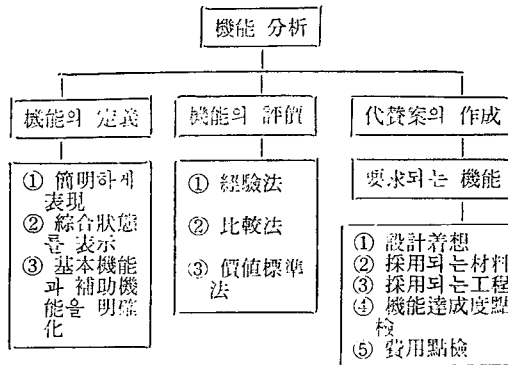 機能 分析
機能의 定義
機能의 評價
代替案의 作成
① 簡明하게
表現
② 綜合狀態
를 表示
③ 基本機能
과 補助機
能을 明確
化
① 經驗法
② 比較法
③ 價値標準
法
要求되는 機能
① 設計着想
② 採用되는材料
③ 採用되는工程
④ 機能達成度點
檢
⑤ 費用點檢